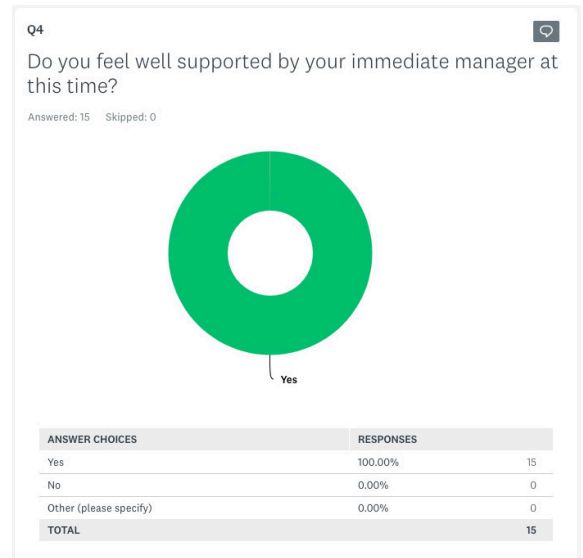 Q4
Do you feel well supported by your immediate manager at
this time?
Answered: 15 Skipped: 0
Yes
ANSWER CHOICES RESPONSES
Yes 100.00% 15
No 0.00% 0
Other (please specify) 0.00% 0
TOTAL 15